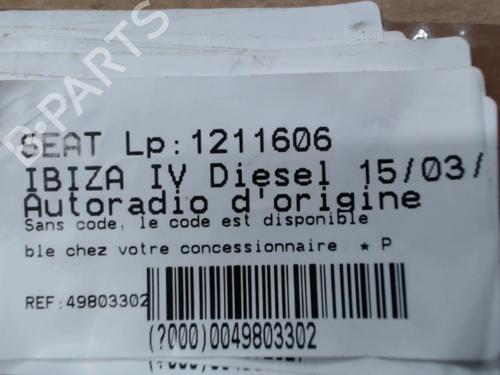 B-PARTS
SEAT Lp:1211606
IBIZA IV Diesel 15/03/
Autoradio d'origine
Sans code, le code est disponible
ble chez votre concessionnaire ★ P
REF:49803302
(?000)0049803302